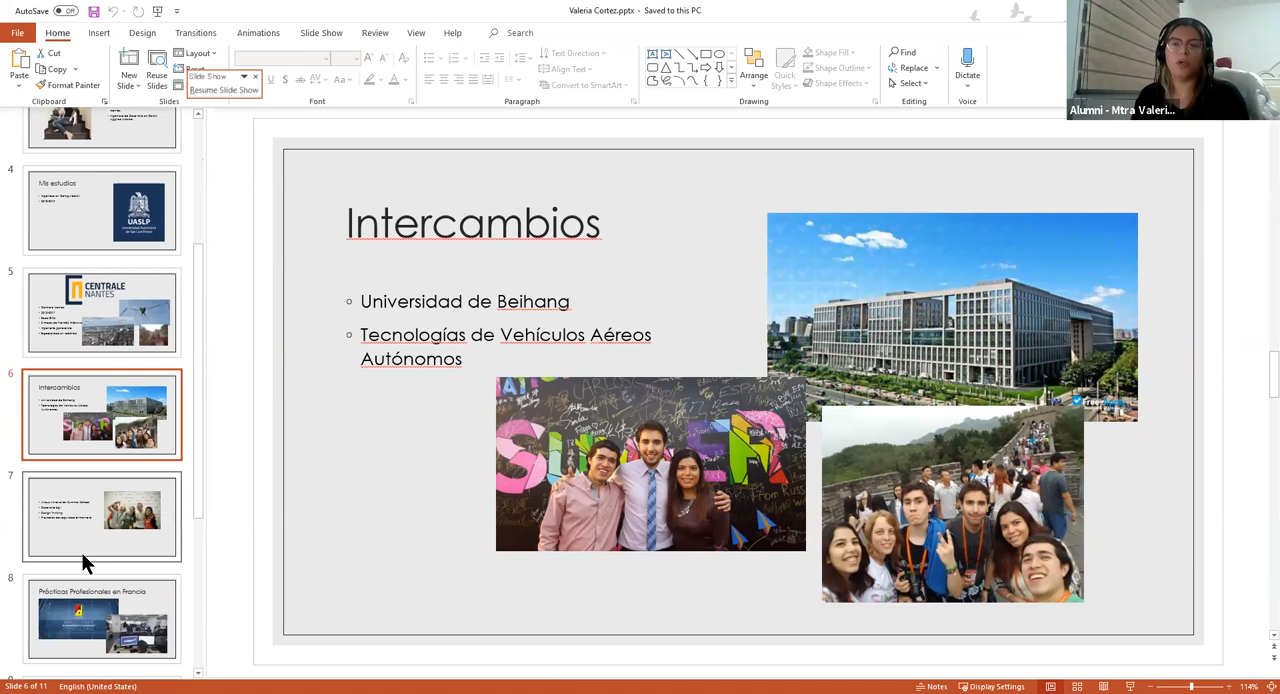 AutoSave
Off
Valeria Cortez.pptx - Saved to this PC
File
Home
Insert
Design
Transitions
Animations
Slide Show
Review
View
Help
Search
Paste
Cut
Copy
Format Painter
Clipboard
New
Slide
Reuse
Slides
Layout
Reset
Slides
Slide Show
Resume Slide Show
Font
Paragraph
Text Direction
Align Text
Convert to SmartArt
Arrange
Quick
Styles
Shape Fill
Shape Outline
Shape Effects
Drawing
Find
Replace
Select
Editing
Dictate
Voice
Alumni - Mtra Valeri...
4
Mis estudios
UASLP
5
CENTRALE
NANTES
6
Intercambios
7
8
Prácticas Profesionales en Francia
Intercambios
Universidad de Beihang
Tecnologías de Vehículos Aéreos
Autónomos
Slide 6 of 11
English (United States)
Notes
Display Settings
114%